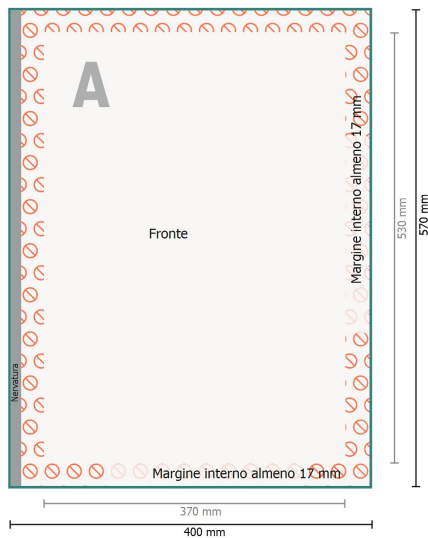 A
Fronte
Margine interno almeno 17 mm
Nervatura
Margine interno almeno 17 mm
530 mm
570 mm
370 mm
400 mm